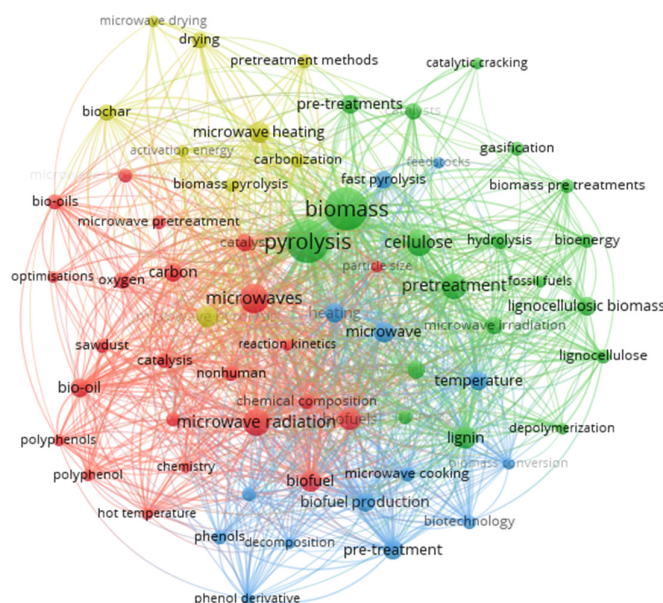 microwave drying
drying
catalytic cracking
pretreatment methods
biochar
pre-treatments
catalysts
microwave heating
gasification
activation energy
carbonization
feedstocks
biomass pyrolysis
fast pyrolysis
biomass pre treatments
bio-oils
biomass
microwave pretreatment
pyrolysis
cellulose
hydrolysis
bioenergy
particle size
optimisations
oxygen
carbon
pretreatment
fossil fuels
microwaves
lignocellulosic biomass
heating
microwave
microwave irradiation
sawdust
reaction kinetics
catalysis
lignocellulose
nonhuman
bio-oil
temperature
chemical composition
microwave radiation
biofuels
depolymerization
polyphenols
lignin
chemistry
biomass conversion
polyphenol
biofuel
microwave cooking
hot temperature
biofuel production
biotechnology
phenols
decomposition
pre-treatment
phenol derivative